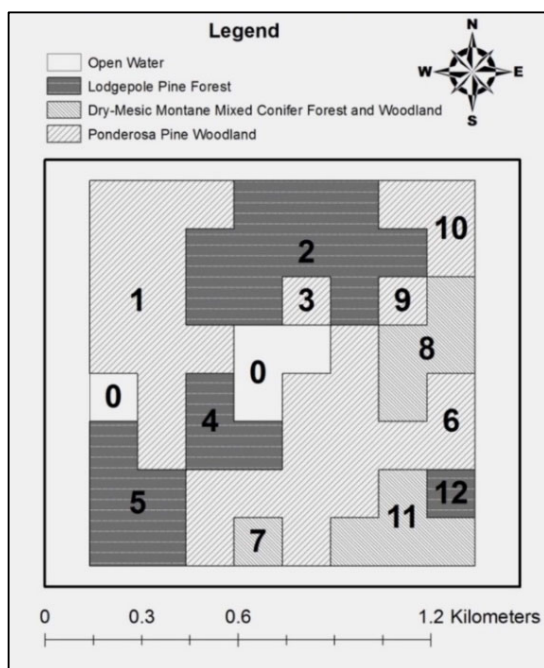 Legend
Open Water
Lodgepole Pine Forest
Dry-Mesic Montane Mixed Conifer Forest and Woodland
Ponderosa Pine Woodland
N
W E
S
10
2
1
3 9
8
0
0
4 6
5 12
11
7
0 0.3 0.6 1.2 Kilometers